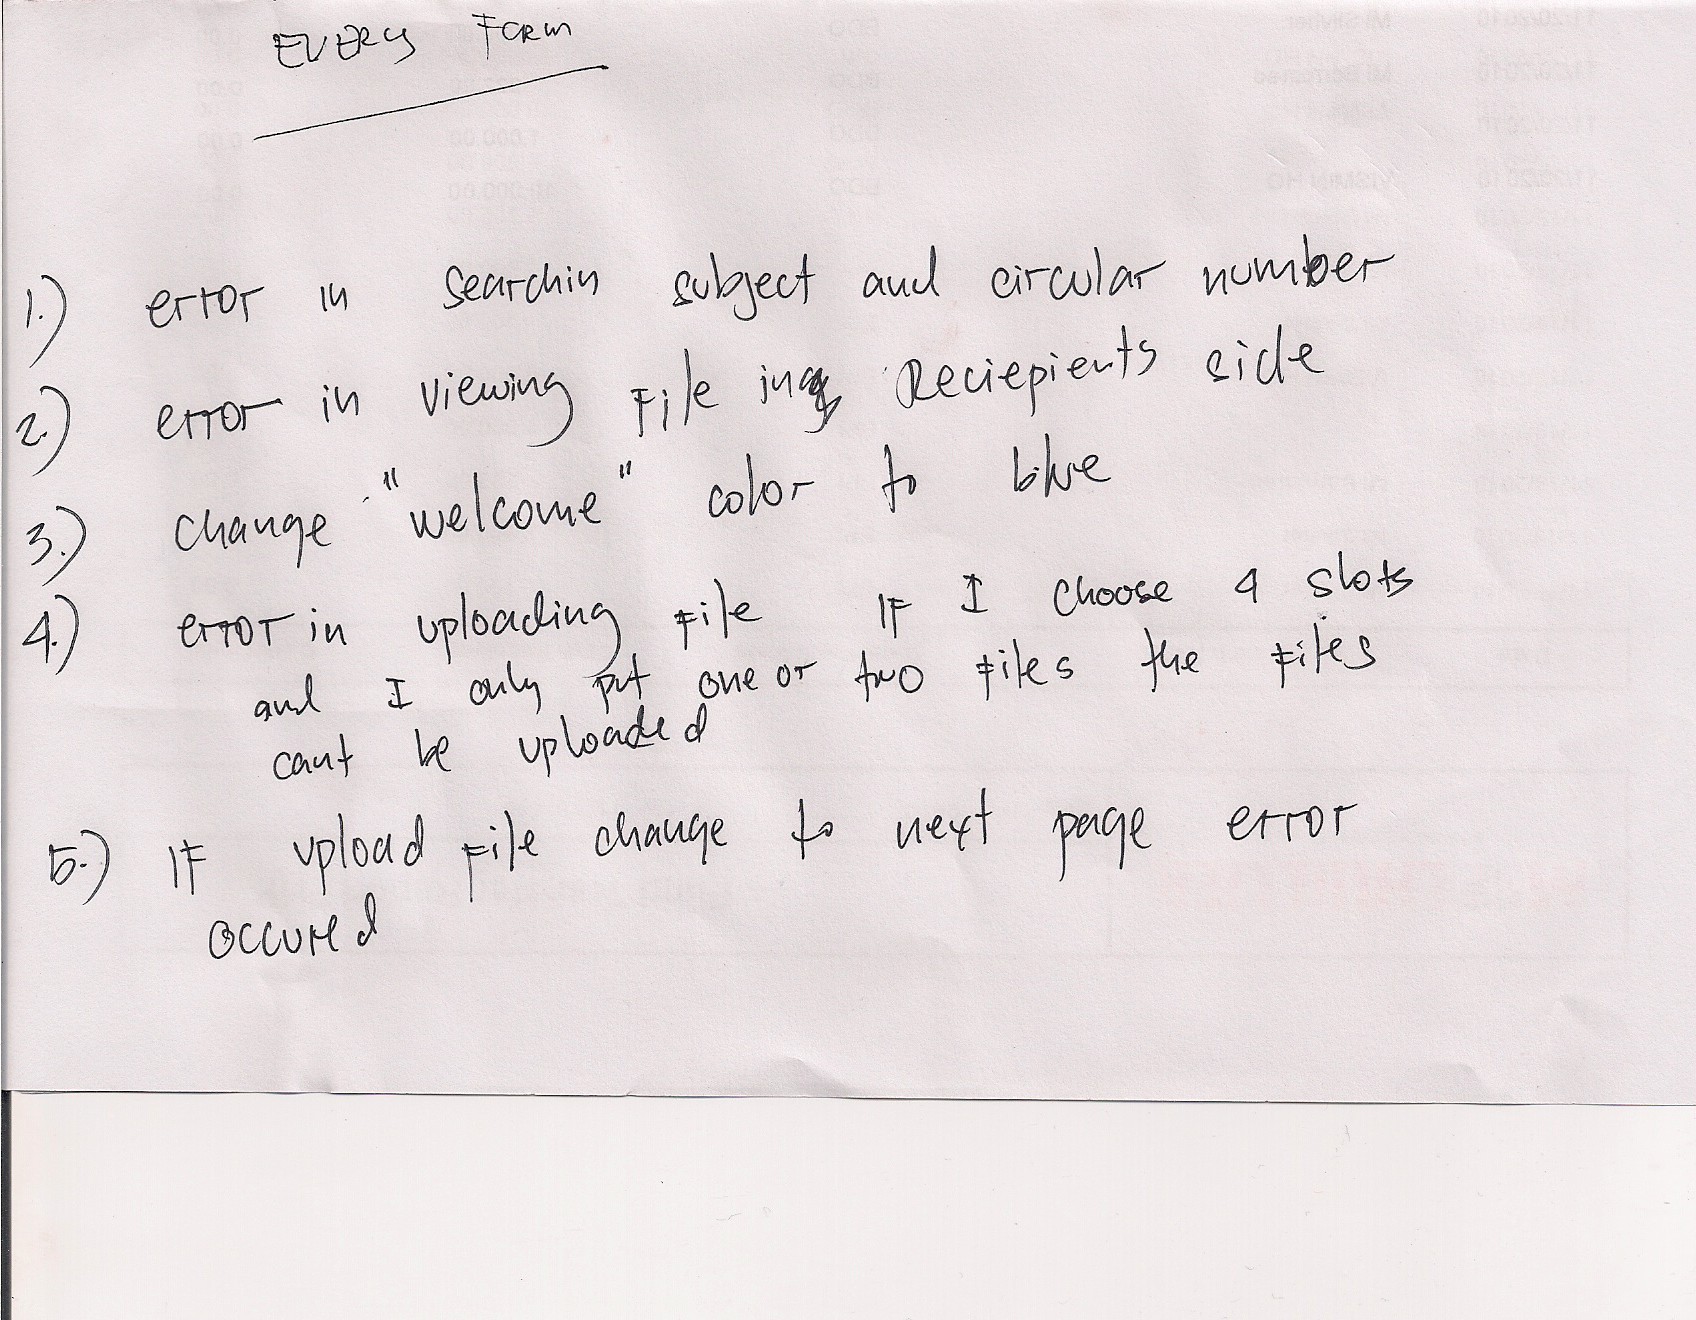 EVERY FORM
1.) error in searchin subject and circular number
2.) error in viewing File in Reciepients side
3.) change "welcome" color to blue
4.) error in uploading file IF I choose 4 slots
and I only put one or two files the files
cant be uploaded
5.) IF upload file change to next page error
occured